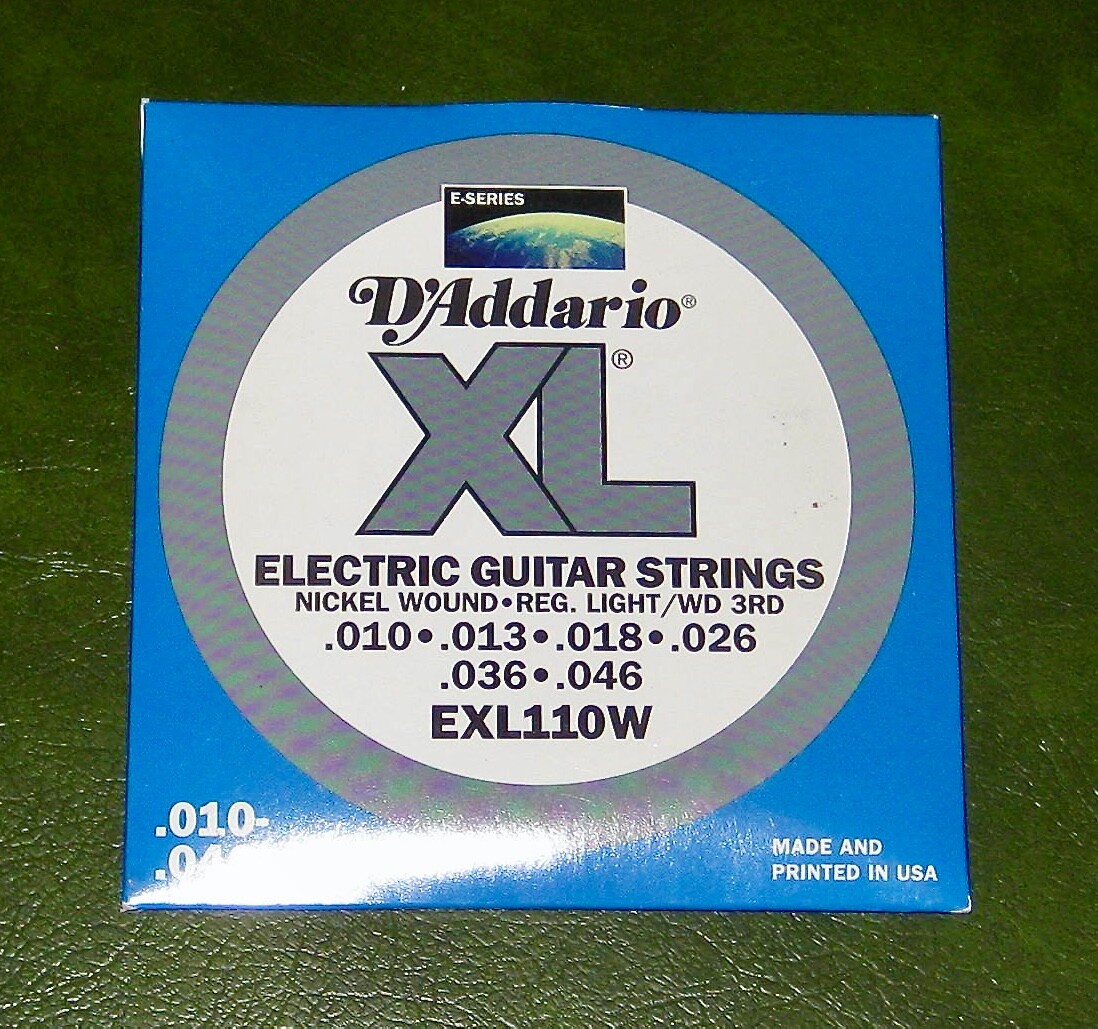 E-SERIES
D'Addario®
XL®
ELECTRIC GUITAR STRINGS
NICKEL WOUND•REG. LIGHT/WD 3RD
.010•.013•.018•.026
.036•.046
EXL110W
.010-
MADE AND
PRINTED IN USA